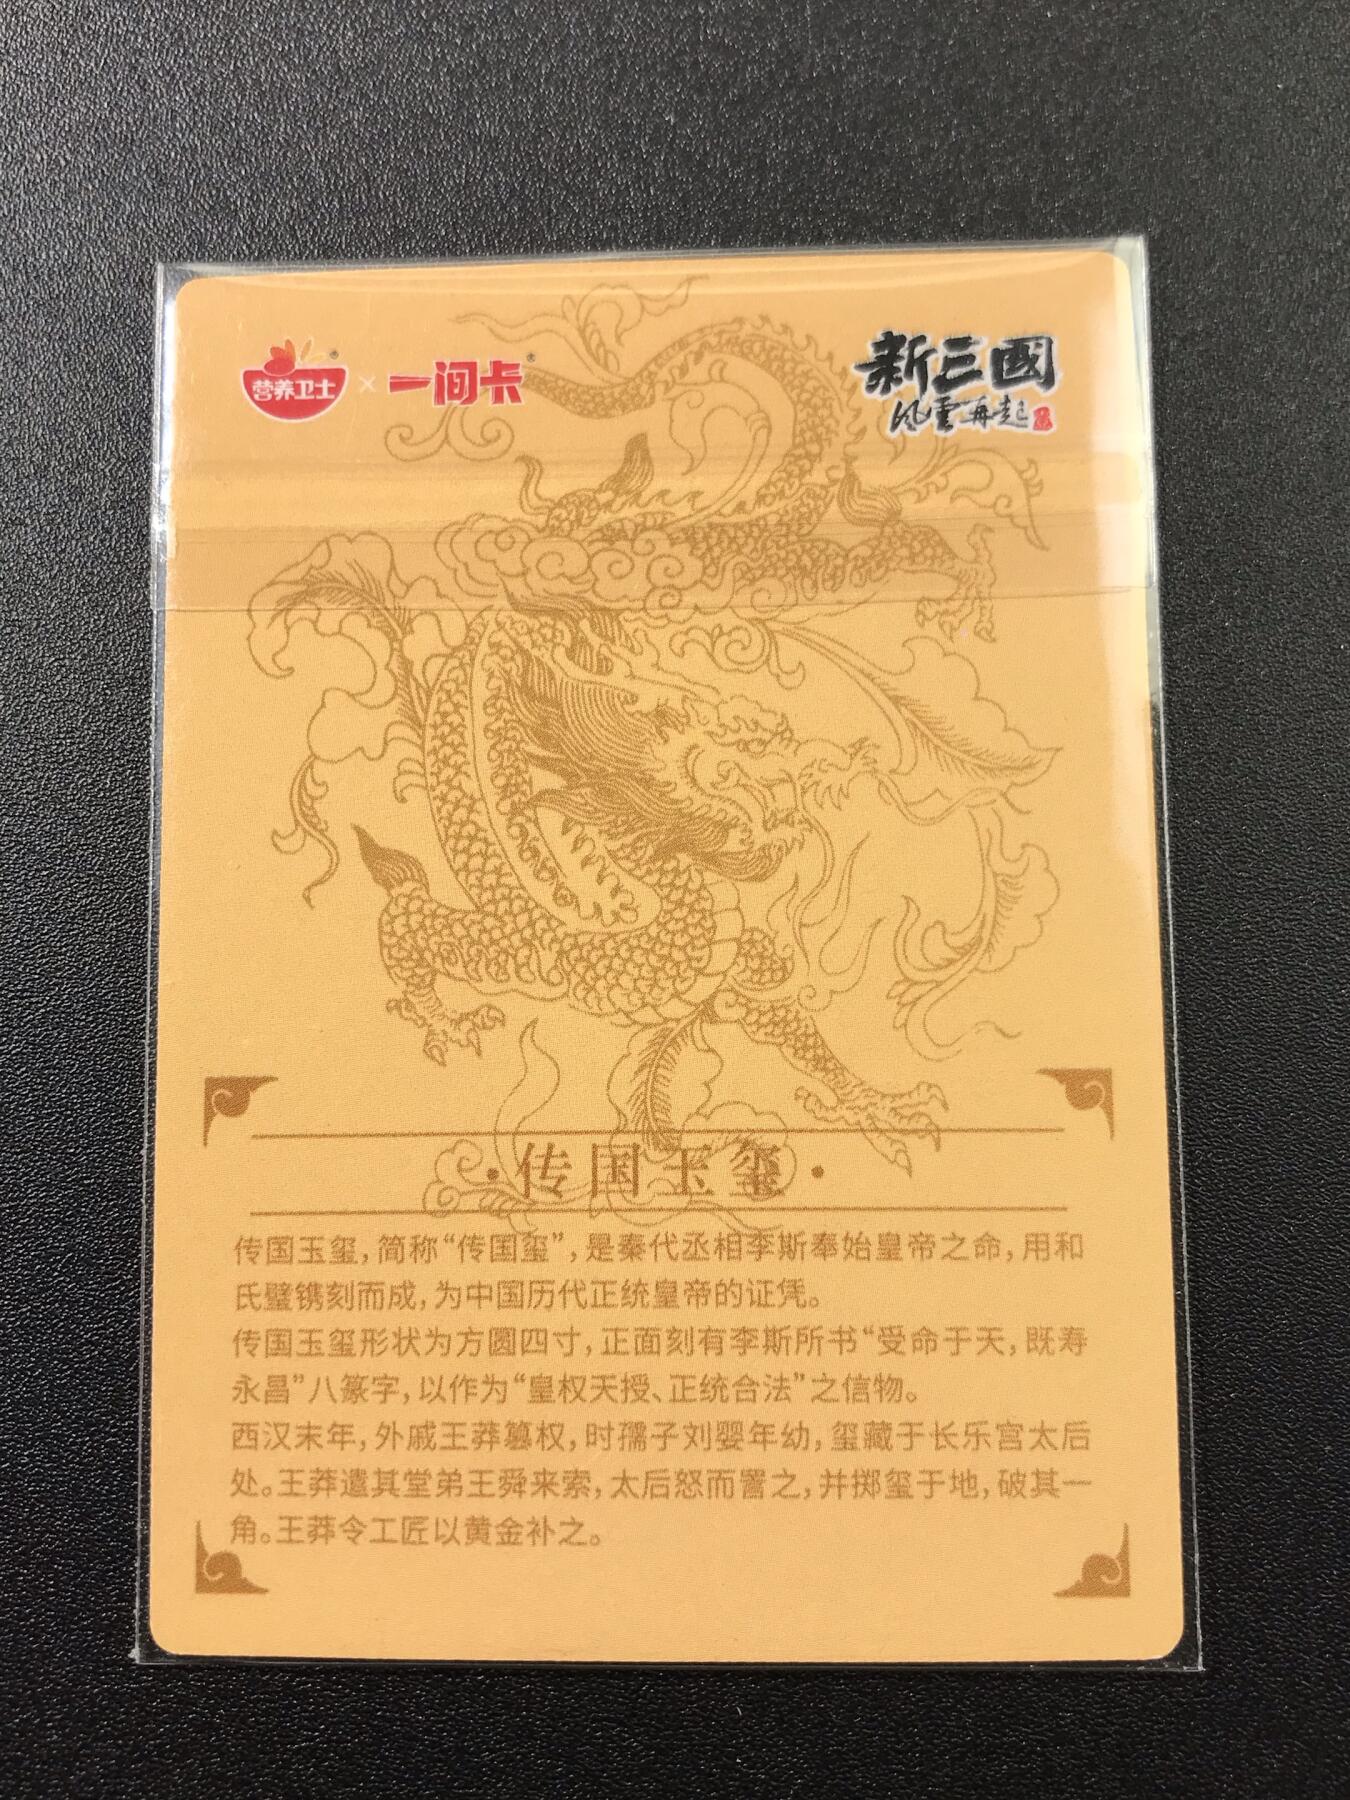 营养卫士® × 一间卡®
新三國
风雲再起
·传国玉玺·
传国玉玺,简称“传国玺”,是秦代丞相李斯奉始皇帝之命,用和
氏璧镌刻而成,为中国历代正统皇帝的证凭。
传国玉玺形状为方圆四寸,正面刻有李斯所书“受命于天,既寿
永昌”八篆字,以作为“皇权天授、正统合法”之信物。
西汉末年,外戚王莽篡权,时孺子刘婴年幼,玺藏于长乐宫太后
处。王莽遣其堂弟王舜来索,太后怒而詈之,并掷玺于地,破其一
角。王莽令工匠以黄金补之。